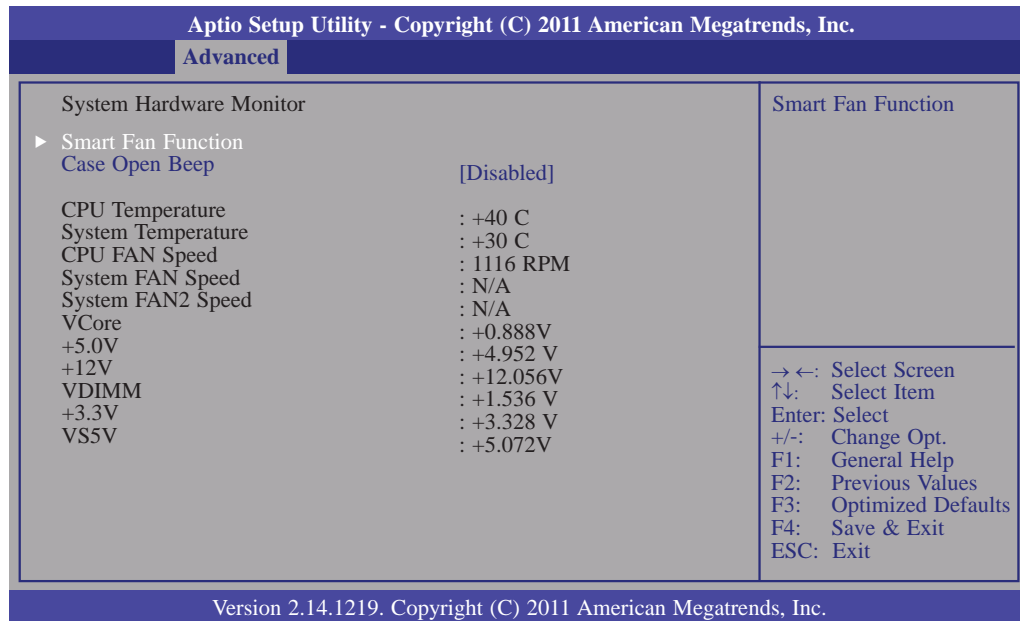 Aptio Setup Utility - Copyright (C) 2011 American Megatrends, Inc.
Advanced
System Hardware Monitor
▶ Smart Fan Function
Case Open Beep [Disabled]
CPU Temperature : +40 C
System Temperature : +30 C
CPU FAN Speed : 1116 RPM
System FAN Speed : N/A
System FAN2 Speed : N/A
VCore : +0.888V
+5.0V : +4.952 V
+12V : +12.056V
VDIMM : +1.536 V
+3.3V : +3.328 V
VS5V : +5.072V
Smart Fan Function
→ ←: Select Screen
↑↓: Select Item
Enter: Select
+/-: Change Opt.
F1: General Help
F2: Previous Values
F3: Optimized Defaults
F4: Save & Exit
ESC: Exit
Version 2.14.1219. Copyright (C) 2011 American Megatrends, Inc.